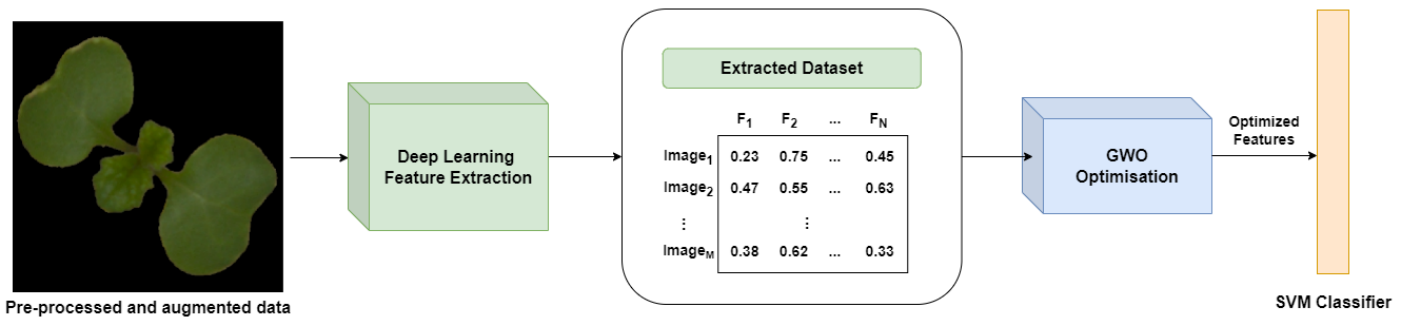 Pre-processed and augmented data
Deep Learning
Feature Extraction
Extracted Dataset
F1 F2 ... FN
Image1 0.23 0.75 ... 0.45
Image2 0.47 0.55 ... 0.63
⋮ ⋮
ImageM 0.38 0.62 ... 0.33
GWO
Optimisation
Optimized
Features
SVM Classifier